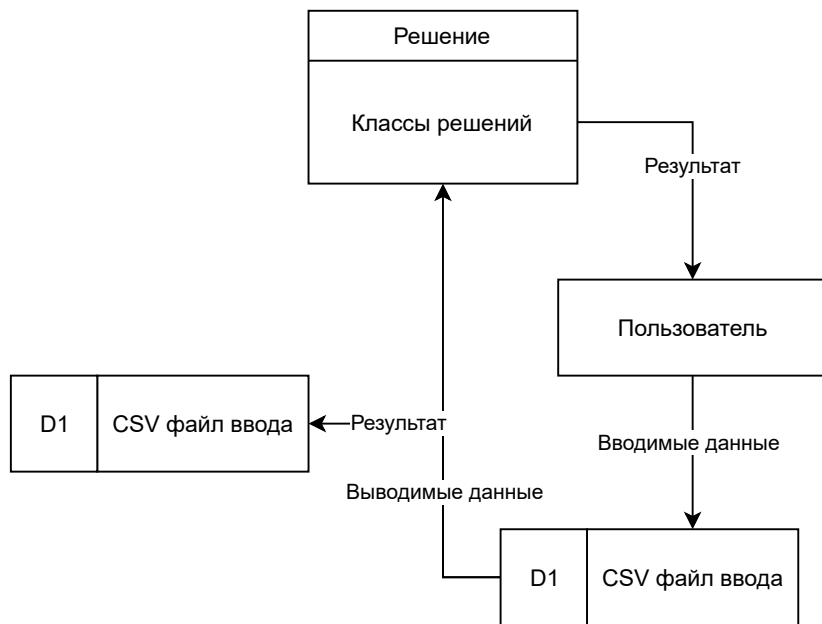 Решение
Классы решений
Результат
Пользователь
D1
CSV файл ввода
Результат
Вводимые данные
Выводимые данные
D1
CSV файл ввода